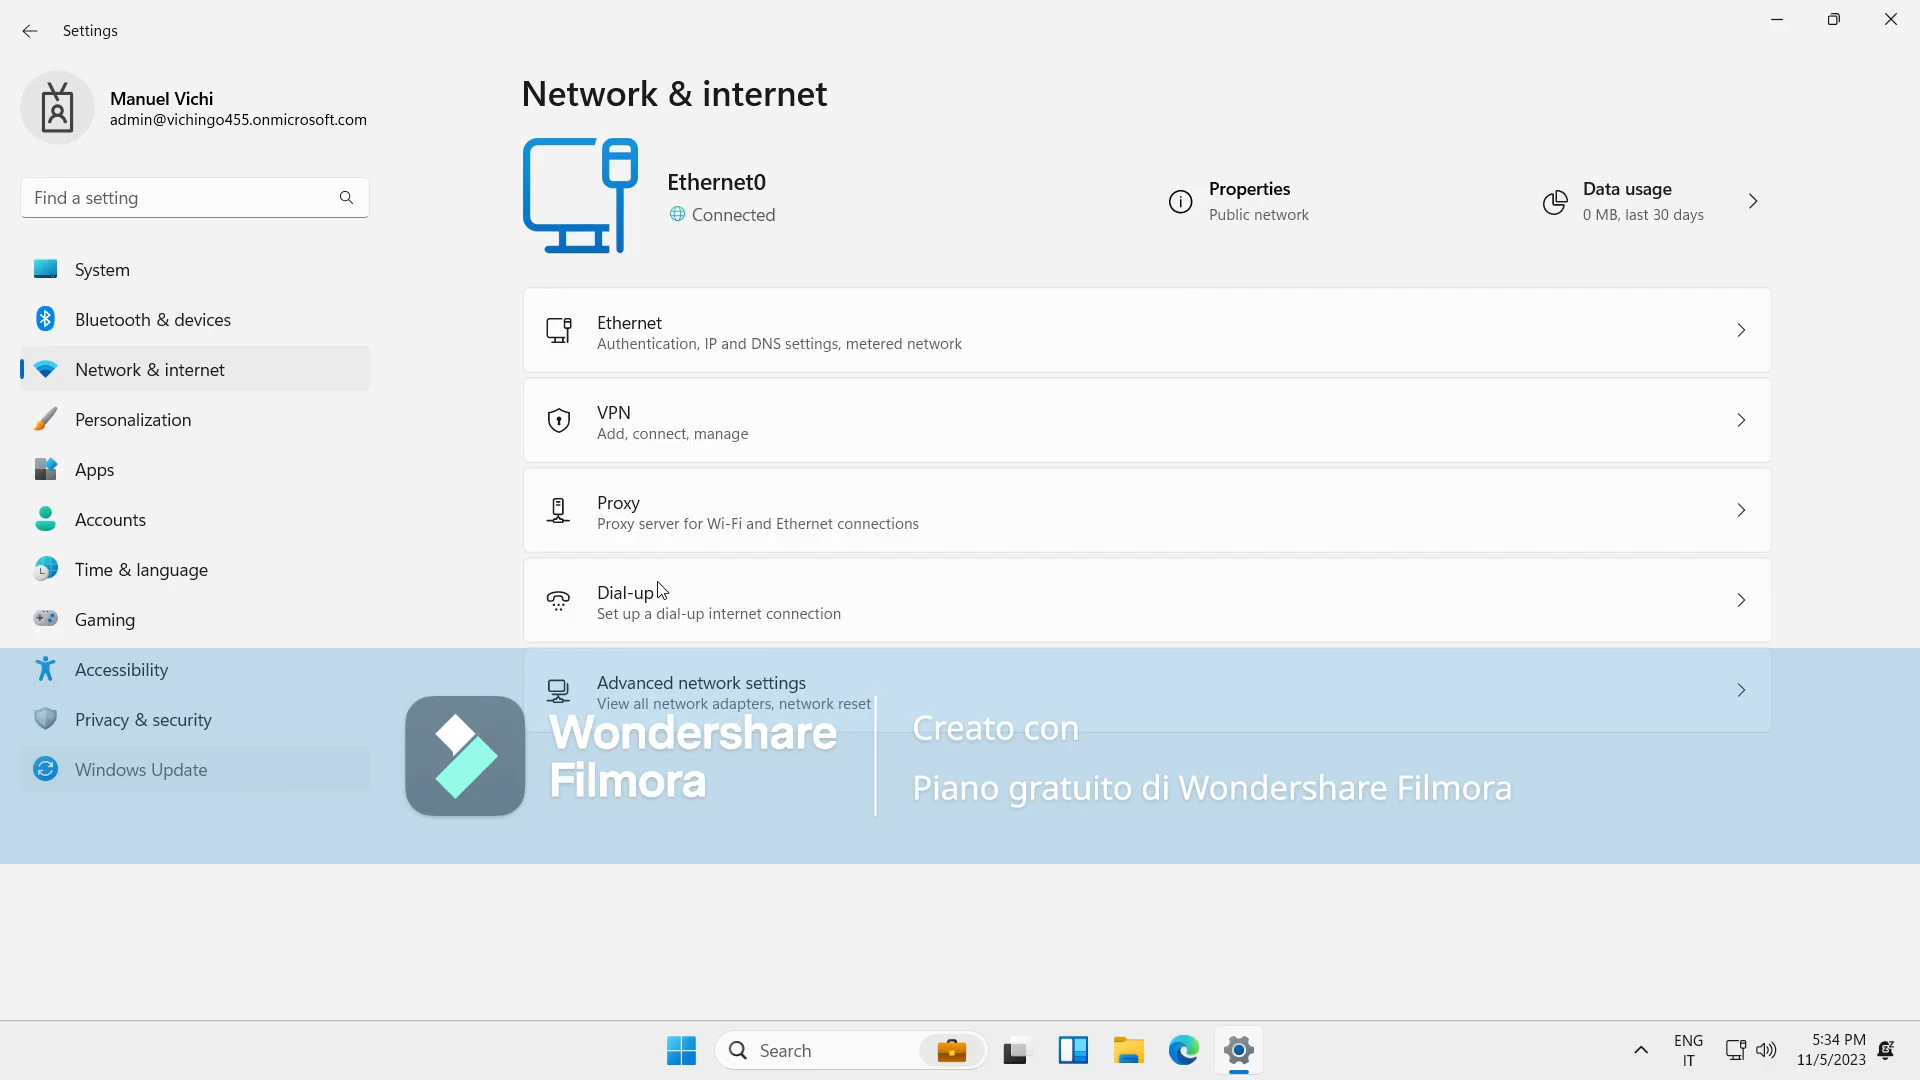 Settings
Manuel Vichi
admin@vichingo455.onmicrosoft.com
Find a setting
System
Bluetooth & devices
Network & internet
Personalization
Apps
Accounts
Time & language
Gaming
Accessibility
Privacy & security
Windows Update
Network & internet
Ethernet0
Connected
Properties
Public network
Data usage
0 MB, last 30 days
Ethernet
Authentication, IP and DNS settings, metered network
VPN
Add, connect, manage
Proxy
Proxy server for Wi-Fi and Ethernet connections
Dial-up
Set up a dial-up internet connection
Advanced network settings
View all network adapters, network reset
Wondershare
Filmora
Creato con
Piano gratuito di Wondershare Filmora
Search
ENG
IT
5:34 PM
11/5/2023